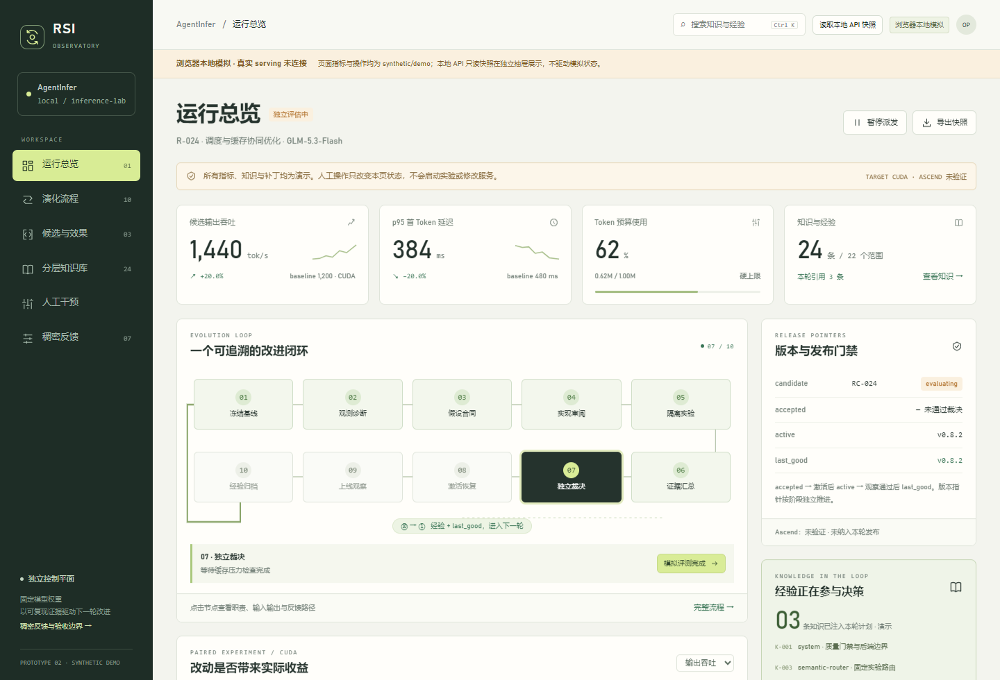 RSI
OBSERVATORY
AgentInfer
local / inference-lab
WORKSPACE
运行总览 01
演化流程 10
候选与效果 03
分层知识库 24
人工干预
稠密反馈 07
独立控制平面
固定模型权重
以可复现证据驱动下一轮改进
稠密反馈与验收边界 →
PROTOTYPE 02 · SYNTHETIC DEMO
AgentInfer / 运行总览
搜索知识与经验 Ctrl K
读取本地 API 快照
浏览器本地模拟
OP
浏览器本地模拟 · 真实 serving 未连接 页面指标与操作均为 synthetic/demo；本地 API 只读快照在独立抽屉展示，不驱动模拟状态。
运行总览 独立评估中
R-024 · 调度与缓存协同优化 · GLM-5.3-Flash
暂停派发
导出快照
所有指标、知识与补丁均为演示。人工操作只改变本页状态，不会启动实验或修改服务。
TARGET CUDA · ASCEND 未验证
候选输出吞吐
1,440 tok/s
↗ +20.0% baseline 1,200 · CUDA
p95 首 Token 延迟
384 ms
↘ −20.0% baseline 480 ms
Token 预算使用
62 %
0.62M / 1.00M 硬上限
知识与经验
24 条 / 22 个范围
本轮引用 3 条 查看知识 →
EVOLUTION LOOP
一个可追溯的改进闭环
07 / 10
01
冻结基线
02
观测诊断
03
假设合同
04
实现审阅
05
隔离实验
10
经验归档
09
上线观察
08
激活恢复
07
独立裁决
06
证据汇总
⑩ → ① 经验 + last_good，进入下一轮
07 · 独立裁决
等待缓存压力检查完成
模拟评测完成 →
点击节点查看职责、输入输出与反馈路径
完整流程 →
PAIRED EXPERIMENT / CUDA
改动是否带来实际收益
输出吞吐
RELEASE POINTERS
版本与发布门禁
candidate RC-024 evaluating
accepted — 未通过裁决
active v0.8.2
last_good v0.8.2
accepted → 激活后 active → 观察通过后 last_good。版本指
针按阶段独立推进。
Ascend：未验证 · 未纳入本轮发布
KNOWLEDGE IN THE LOOP
经验正在参与决策
03 条知识已注入本轮计划 · 演示
K-001 system · 质量门禁与后端边界
K-003 semantic-router · 固定实验路由